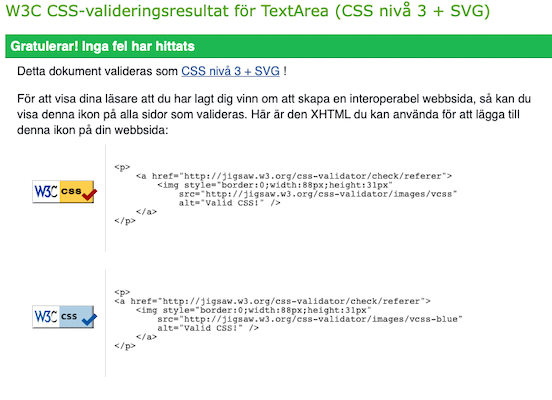 W3C CSS-valideringsresultat för TextArea (CSS nivå 3 + SVG)
Gratulerar! Inga fel har hittats
Detta dokument valideras som CSS nivå 3 + SVG !
För att visa dina läsare att du har lagt dig vinn om att skapa en interoperabel webbsida, så kan du
visa denna ikon på alla sidor som valideras. Här är den XHTML du kan använda för att lägga till
denna ikon på din webbsida:
W3C css
<p>
<a href="http://jigsaw.w3.org/css-validator/check/referer">
<img style="border:0;width:88px;height:31px"
src="http://jigsaw.w3.org/css-validator/images/vcss"
alt="Valid CSS!" />
</a>
</p>
W3C css
<p>
<a href="http://jigsaw.w3.org/css-validator/check/referer">
<img style="border:0;width:88px;height:31px"
src="http://jigsaw.w3.org/css-validator/images/vcss-blue"
alt="Valid CSS!" />
</a>
</p>